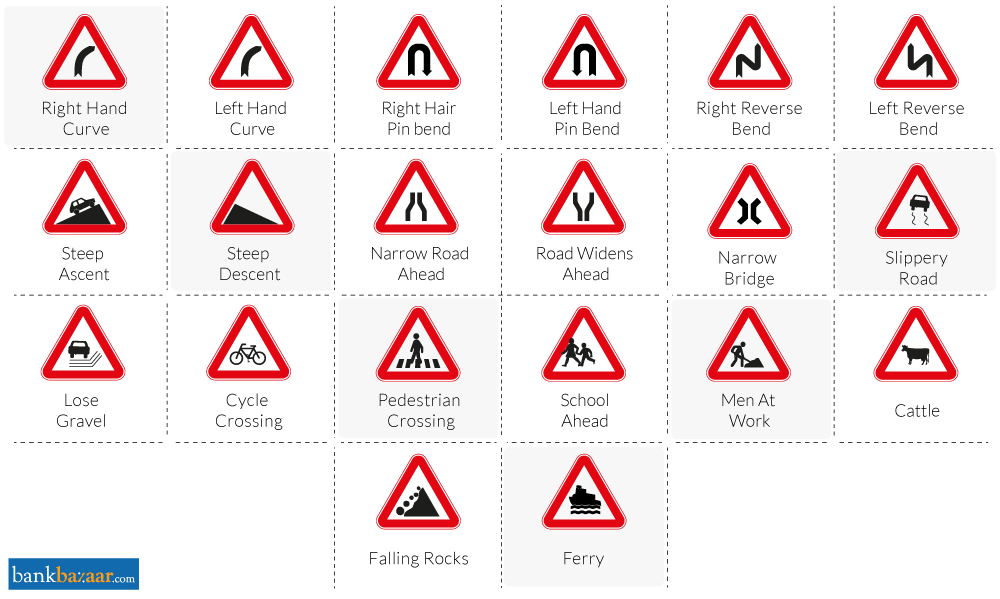 Right Hand
Curve
Left Hand
Curve
Right Hair
Pin bend
Left Hand
Pin Bend
Right Reverse
Bend
Left Reverse
Bend
Steep
Ascent
Steep
Descent
Narrow Road
Ahead
Road Widens
Ahead
Narrow
Bridge
Slippery
Road
Lose
Gravel
Cycle
Crossing
Pedestrian
Crossing
School
Ahead
Men At
Work
Cattle
Falling Rocks
Ferry
bankbazaar.com